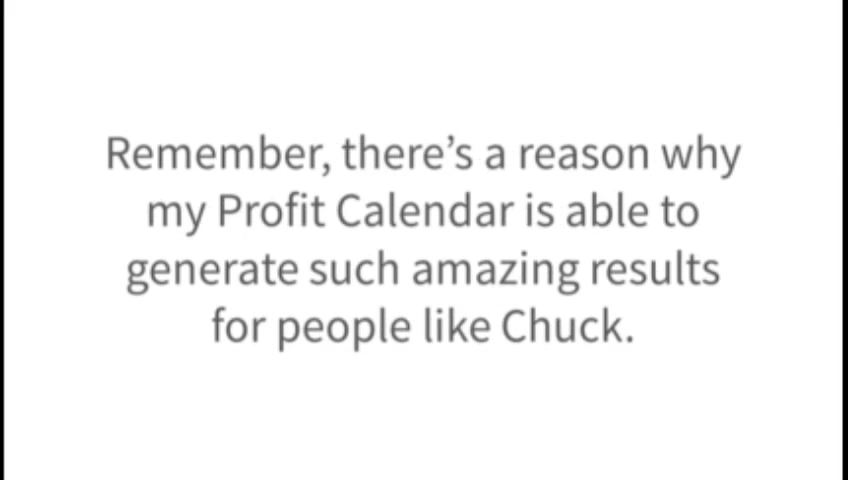 Remember, there’s a reason why
my Profit Calendar is able to
generate such amazing results
for people like Chuck.